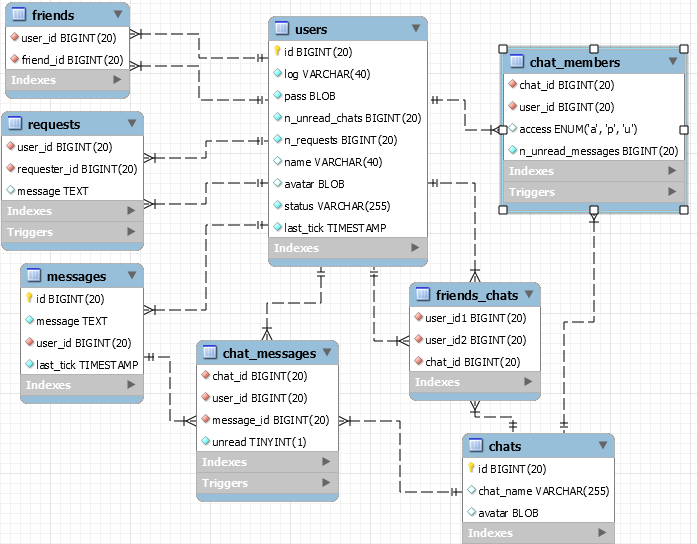 friends
user_id BIGINT(20)
friend_id BIGINT(20)
Indexes
users
id BIGINT(20)
log VARCHAR(40)
pass BLOB
n_unread_chats BIGINT(20)
n_requests BIGINT(20)
name VARCHAR(40)
avatar BLOB
status VARCHAR(255)
last_tick TIMESTAMP
Indexes
chat_members
chat_id BIGINT(20)
user_id BIGINT(20)
access ENUM('a', 'p', 'u')
n_unread_messages BIGINT(20)
Indexes
Triggers
requests
user_id BIGINT(20)
requester_id BIGINT(20)
message TEXT
Indexes
Triggers
messages
id BIGINT(20)
message TEXT
user_id BIGINT(20)
last_tick TIMESTAMP
Indexes
friends_chats
user_id1 BIGINT(20)
user_id2 BIGINT(20)
chat_id BIGINT(20)
Indexes
chat_messages
chat_id BIGINT(20)
user_id BIGINT(20)
message_id BIGINT(20)
unread TINYINT(1)
Indexes
Triggers
chats
id BIGINT(20)
chat_name VARCHAR(255)
avatar BLOB
Indexes